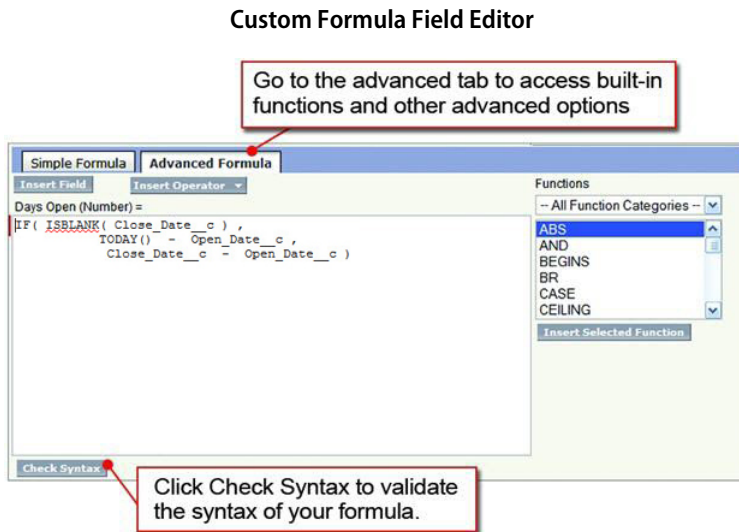 Custom Formula Field Editor
Go to the advanced tab to access built-in
functions and other advanced options
Simple Formula
Advanced Formula
Insert Field
Insert Operator
Functions
Days Open (Number) =
-- All Function Categories --
IF( ISBLANK( Close_Date__c ) ,
TODAY() - Open_Date__c ,
Close_Date__c - Open_Date__c )
ABS
AND
BEGINS
BR
CASE
CEILING
Insert Selected Function
Check Syntax
Click Check Syntax to validate
the syntax of your formula.